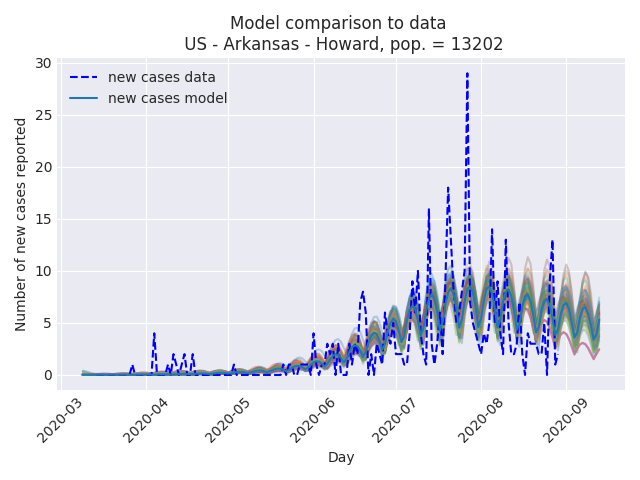 Model comparison to data
US - Arkansas - Howard, pop. = 13202
new cases data
new cases model
Number of new cases reported
30
25
20
15
10
5
0
2020-03
2020-04
2020-05
2020-06
2020-07
2020-08
2020-09
Day